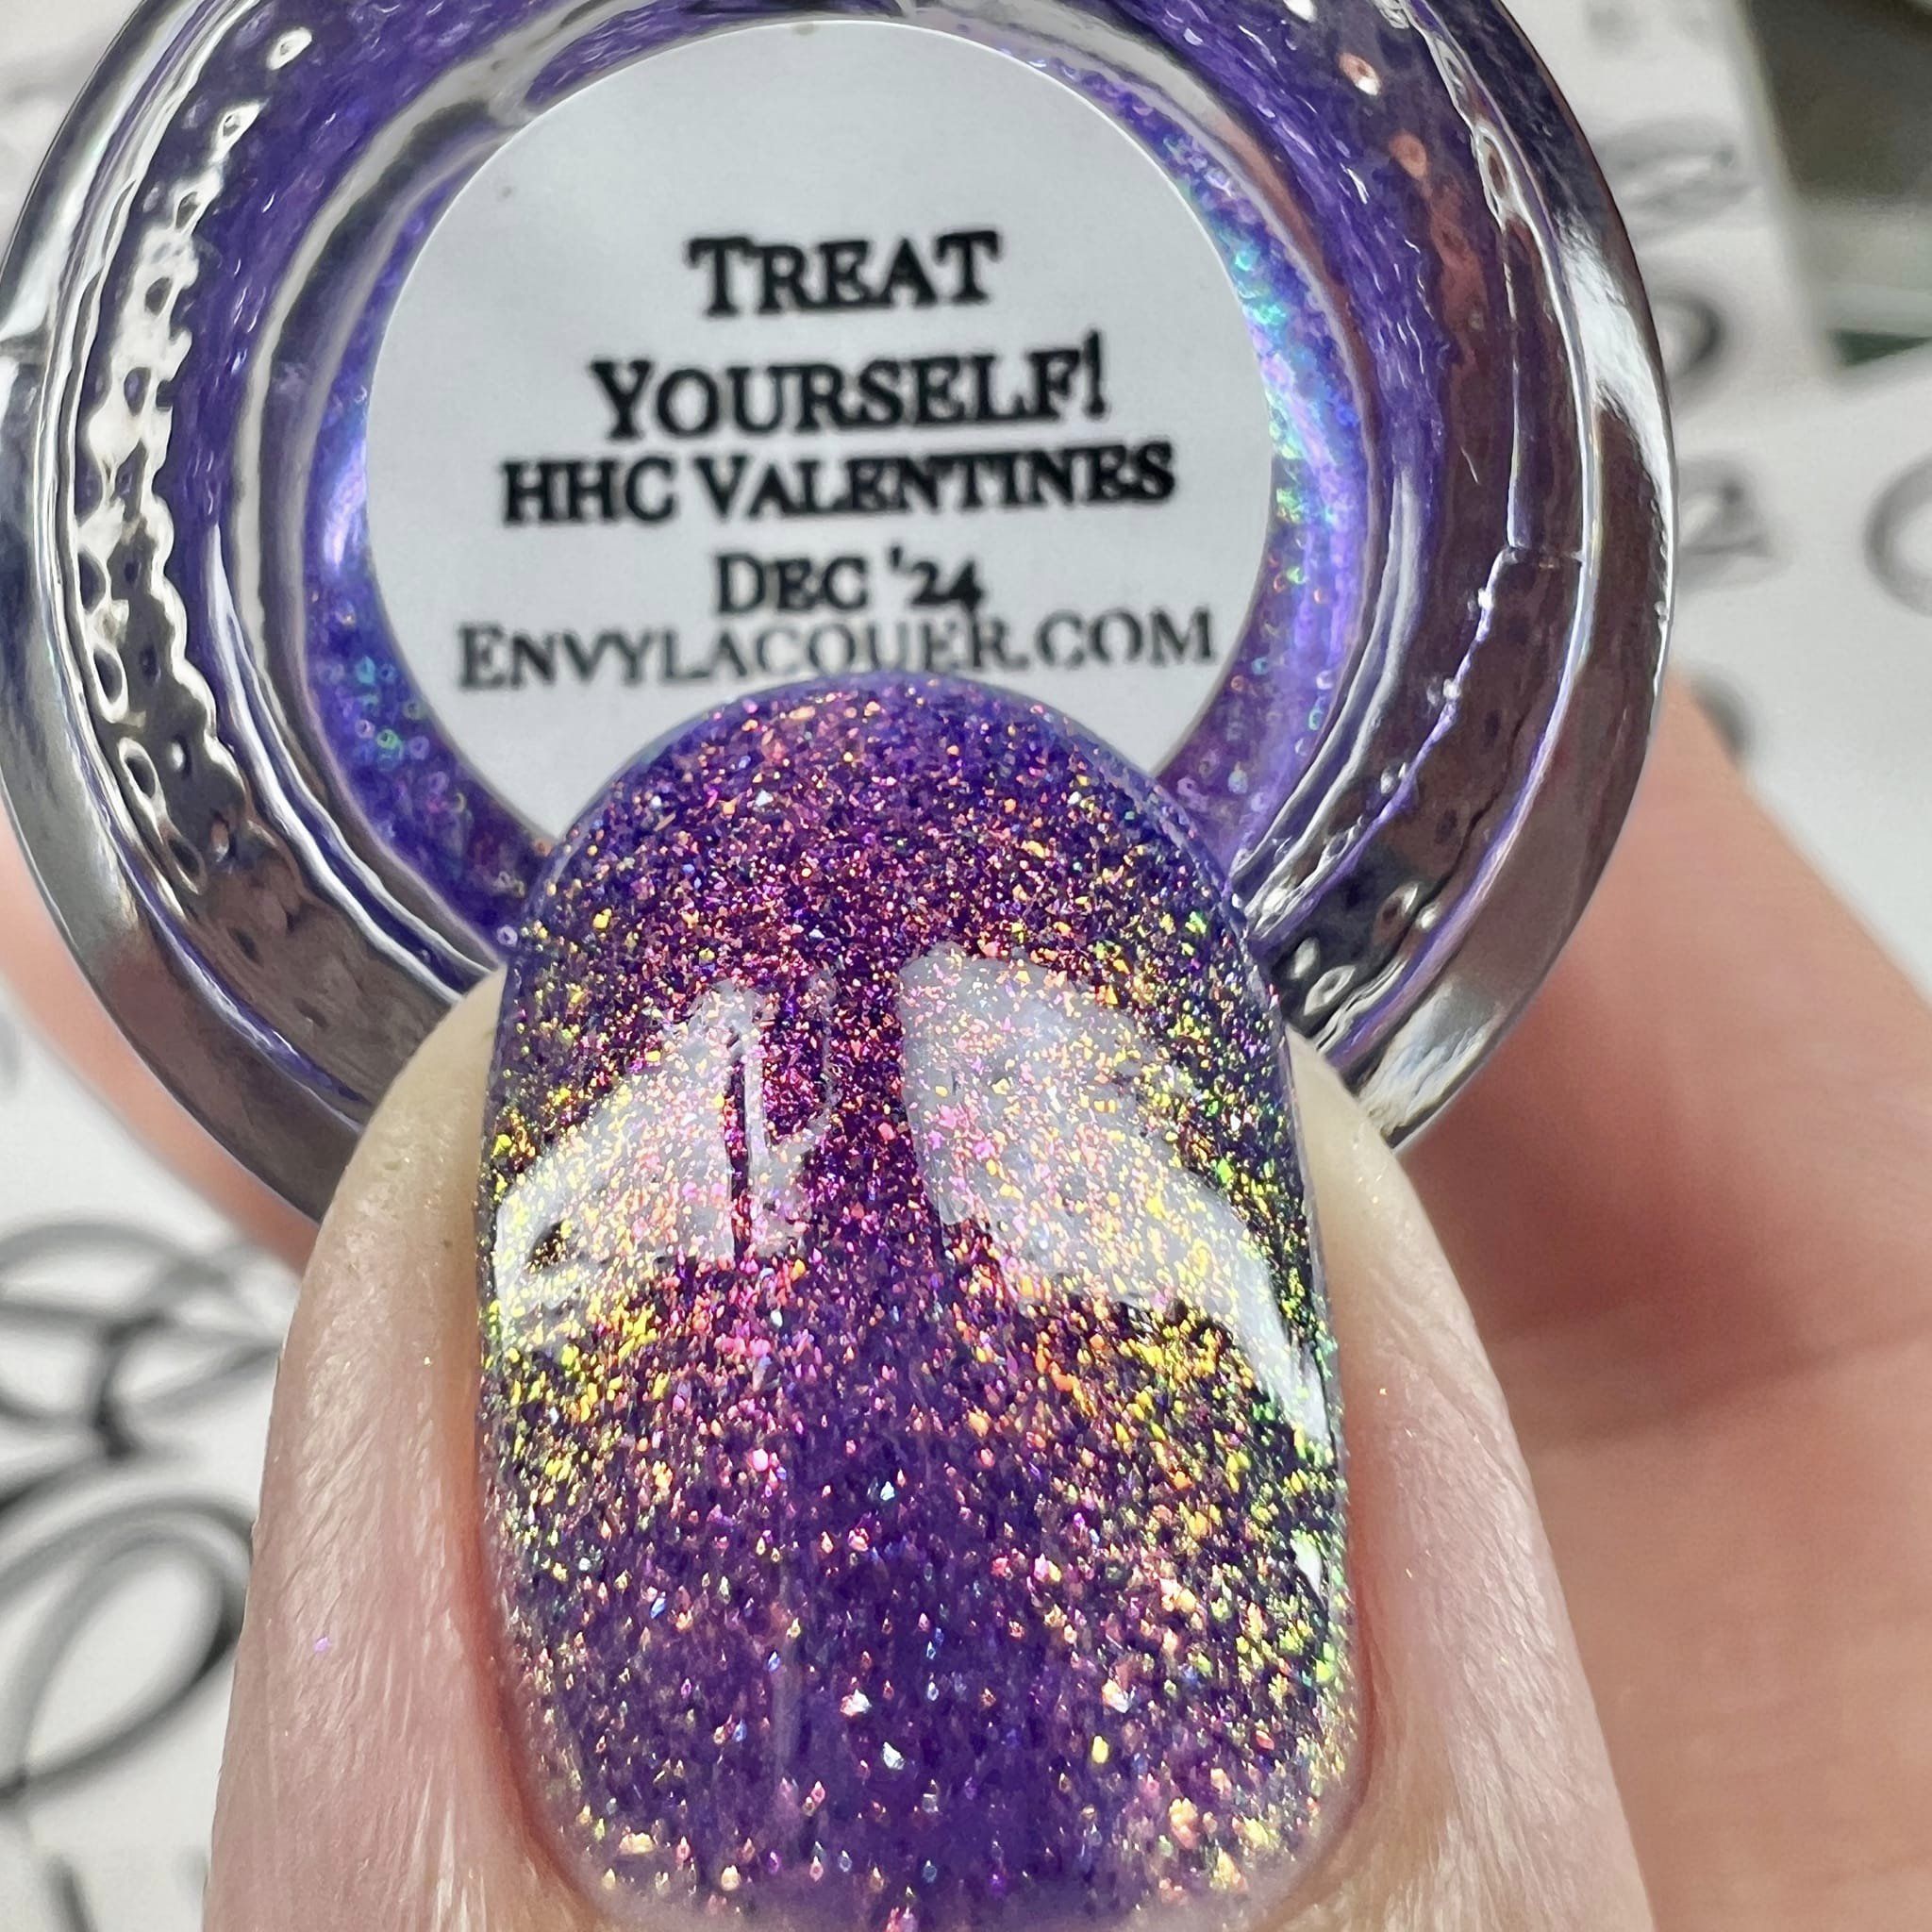 TREAT
YOURSELF!
HHC VALENTINES
DEC '24
ENVYLACQUER.COM